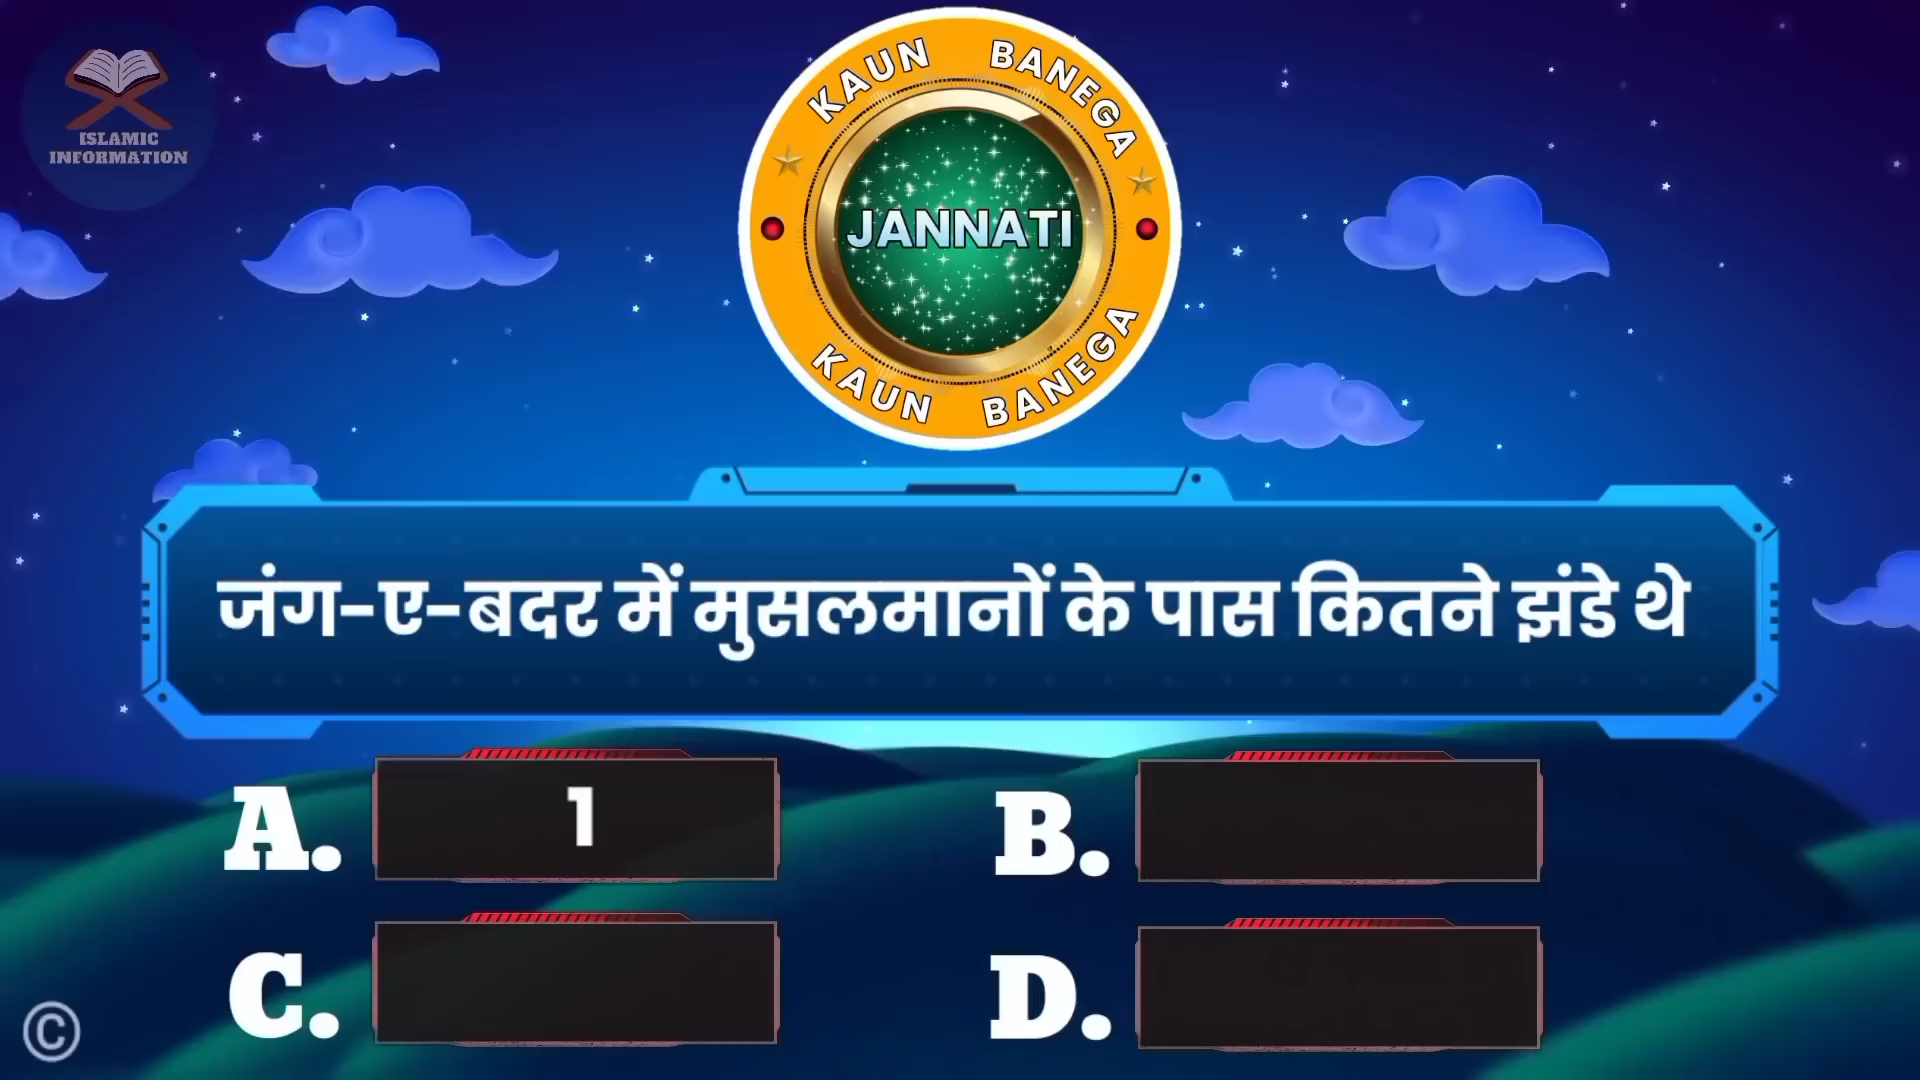 ISLAMIC
INFORMATION
KAUN BANEGA
JANNATI
KAUN BANEGA
जंग-ए-बदर में मुसलमानों के पास कितने झंडे थे
A. 1
B.
C.
D.
©